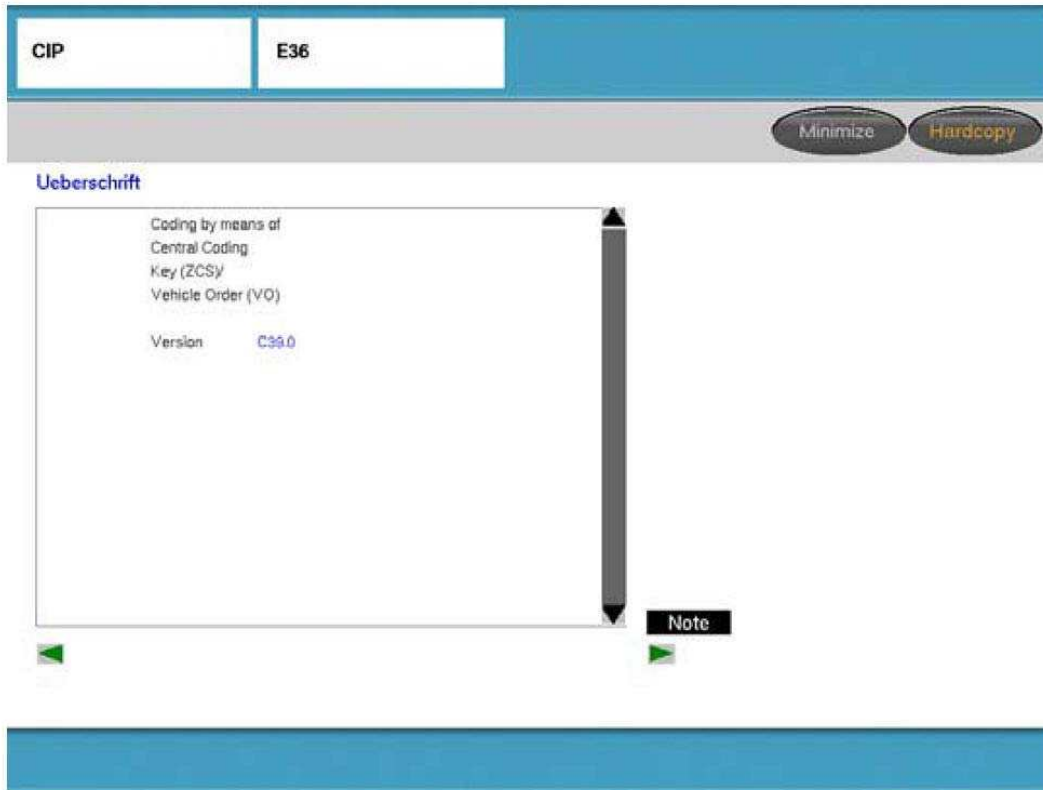 CIP
E36
Minimize
Hardcopy
Ueberschrift
Coding by means of
Central Coding
Key (ZCS)/
Vehicle Order (VO)
Version C39.0
Note